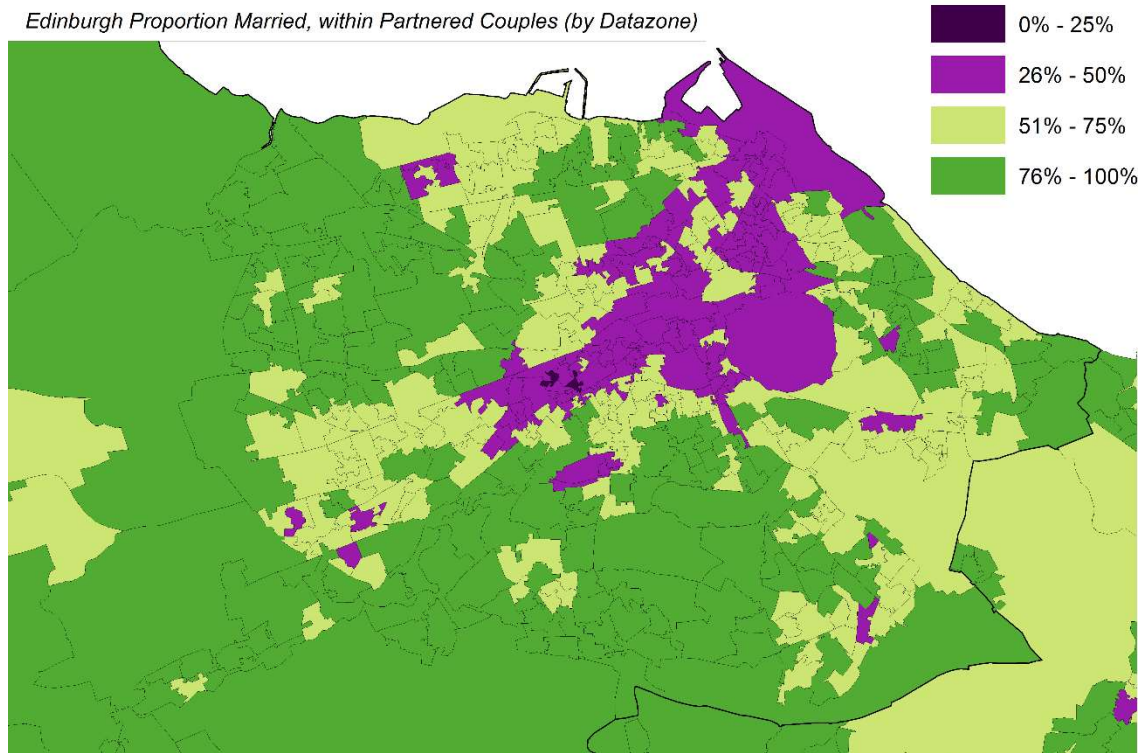 Edinburgh Proportion Married, within Partnered Couples (by Datazone)
0% - 25%
26% - 50%
51% - 75%
76% - 100%